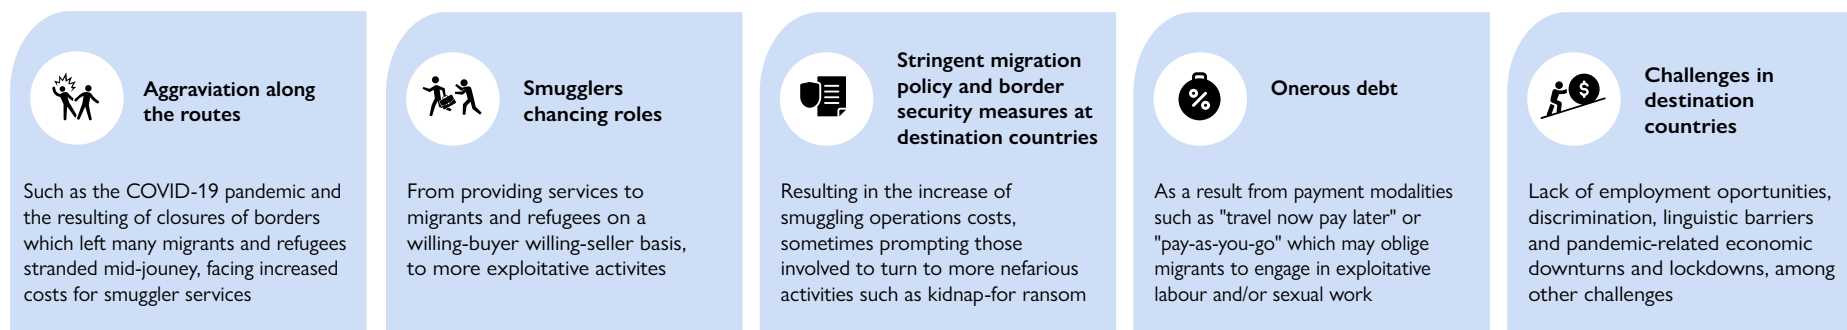 Aggraviation along
the routes
Such as the COVID-19 pandemic and
the resulting of closures of borders
which left many migrants and refugees
stranded mid-jouney, facing increased
costs for smuggler services
Smugglers
chancing roles
From providing services to
migrants and refugees on a
willing-buyer willing-seller basis,
to more exploitative activites
Stringent migration
policy and border
security measures at
destination countries
Resulting in the increase of
smuggling operations costs,
sometimes prompting those
involved to turn to more nefarious
activities such as kidnap-for ransom
%
Onerous debt
As a result from payment modalities
such as "travel now pay later" or
"pay-as-you-go" which may oblige
migrants to engage in exploitative
labour and/or sexual work
$
Challenges in
destination
countries
Lack of employment oportunities,
discrimination, linguistic barriers
and pandemic-related economic
downturns and lockdowns, among
other challenges